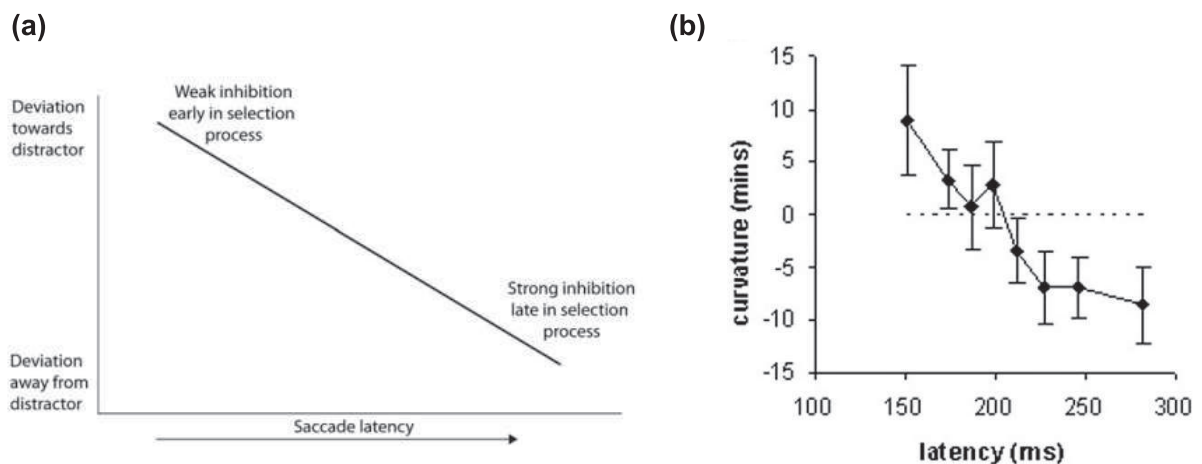 (a)
Deviation
towards
distractor
Weak inhibition
early in selection
process
Strong inhibition
late in selection
process
Deviation
away from
distractor
Saccade latency
(b)
curvature (mins)
15
10
5
0
-5
-10
-15
100 150 200 250 300
latency (ms)